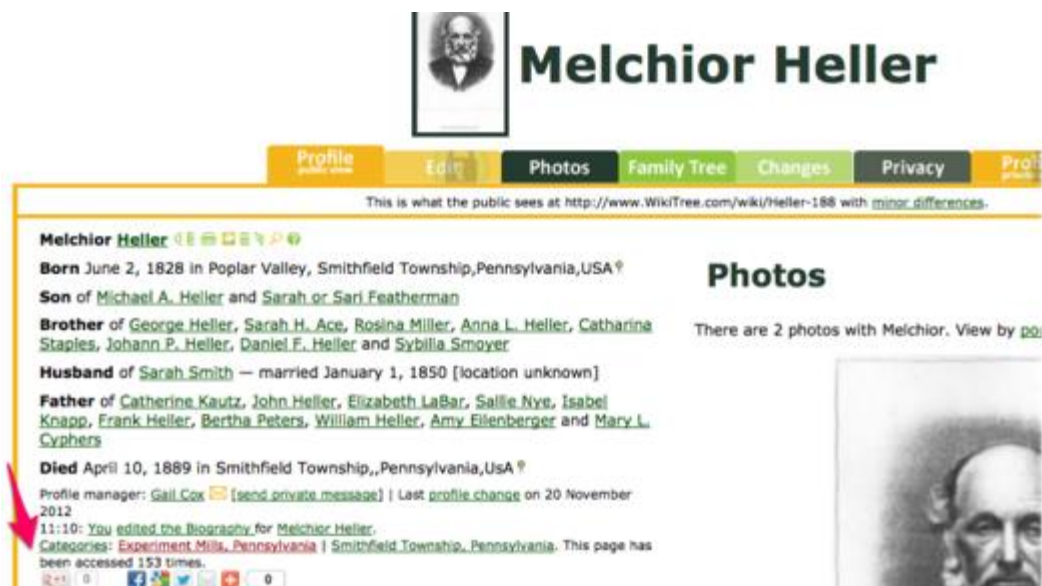 Melchior Heller
Profile
public view
Edit
Photos
Family Tree
Changes
Privacy
This is what the public sees at http://www.WikiTree.com/wiki/Heller-188 with minor differences.
Melchior Heller
Born June 2, 1828 in Poplar Valley, Smithfield Township,Pennsylvania,USA
Son of Michael A. Heller and Sarah or Sari Featherman
Brother of George Heller, Sarah H. Ace, Rosina Miller, Anna L. Heller, Catharina
Staples, Johann P. Heller, Daniel F. Heller and Sybilla Smoyer
Husband of Sarah Smith — married January 1, 1850 [location unknown]
Father of Catherine Kautz, John Heller, Elizabeth LaBar, Sallie Nye, Isabel
Knapp, Frank Heller, Bertha Peters, William Heller, Amy Eilenberger and Mary L.
Cyphers
Died April 10, 1889 in Smithfield Township,,Pennsylvania,UsA
Profile manager: Gail Cox [send private message] | Last profile change on 20 November
2012
11:10: You edited the Biography for Melchior Heller.
Categories: Experiment Mills, Pennsylvania | Smithfield Township, Pennsylvania. This page has
been accessed 153 times.
+1 0 0
Photos
There are 2 photos with Melchior. View by